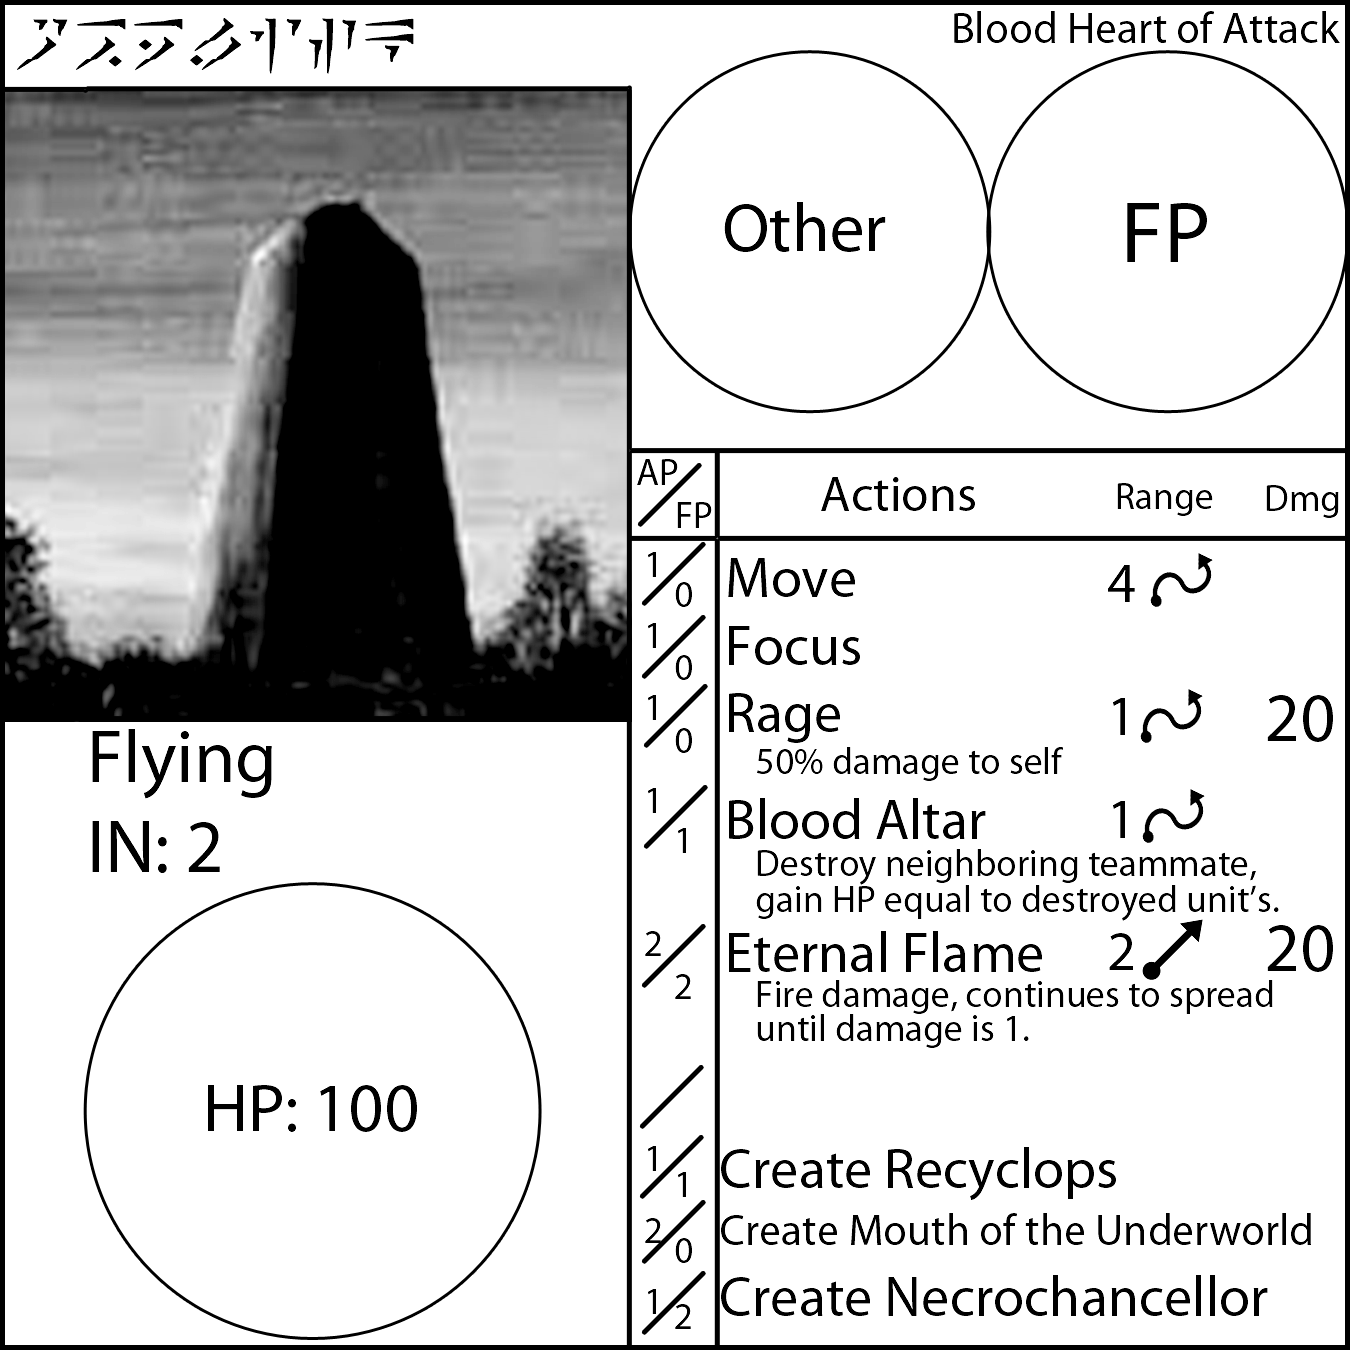 Blood Heart of Attack
Other
FP
AP/FP Actions Range Dmg
1/0 Move 4
1/0 Focus
1/0 Rage 1 20
50% damage to self
1/1 Blood Altar 1
Destroy neighboring teammate,
gain HP equal to destroyed unit's.
2/2 Eternal Flame 2 20
Fire damage, continues to spread
until damage is 1.
/
1/1 Create Recyclops
2/0 Create Mouth of the Underworld
1/2 Create Necrochancellor
Flying
IN: 2
HP: 100